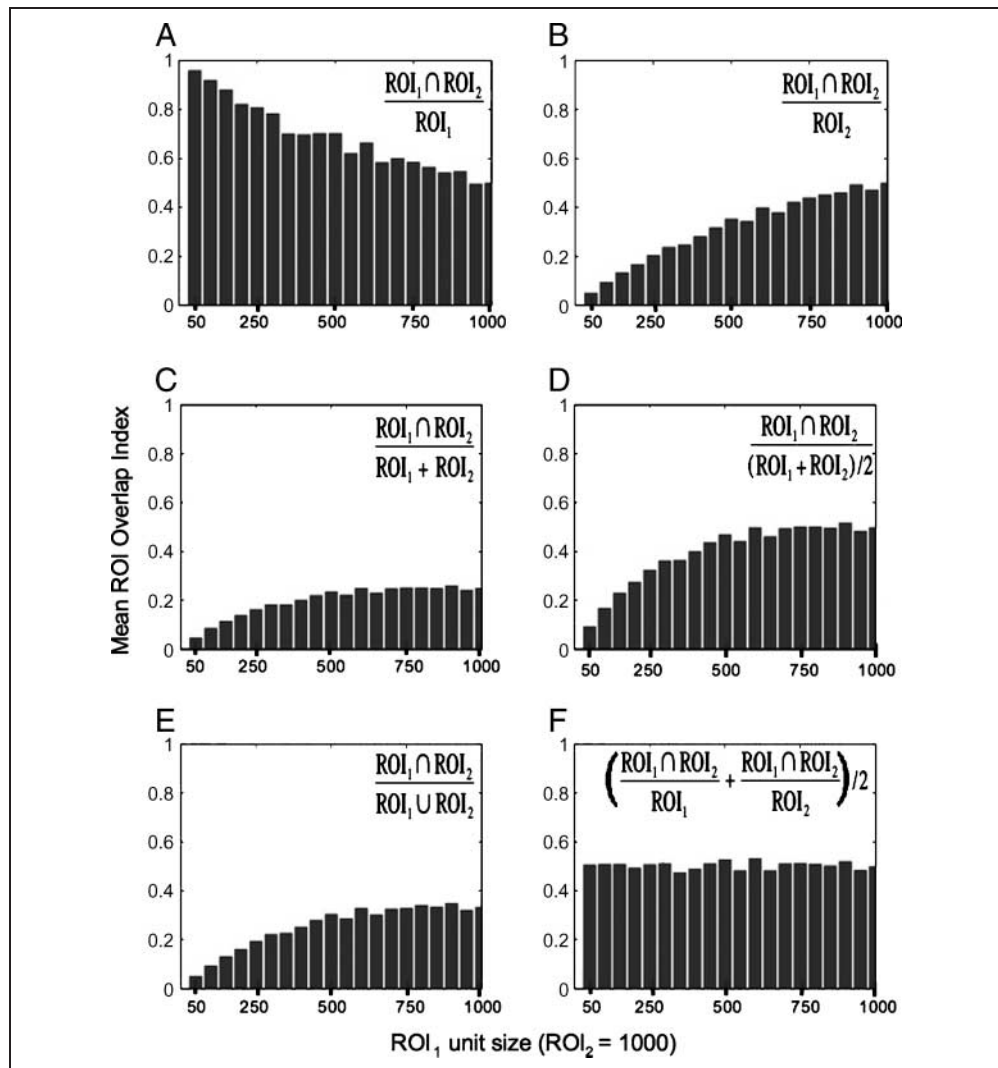 A
1
0.8
0.6
0.4
0.2
0
50 250 500 750 1000
ROI₁ ∩ ROI₂
ROI₁
B
1
0.8
0.6
0.4
0.2
0
50 250 500 750 1000
ROI₁ ∩ ROI₂
ROI₂
Mean ROI Overlap Index
C
1
0.8
0.6
0.4
0.2
0
50 250 500 750 1000
ROI₁ ∩ ROI₂
ROI₁ + ROI₂
D
1
0.8
0.6
0.4
0.2
0
50 250 500 750 1000
ROI₁ ∩ ROI₂
(ROI₁ + ROI₂)/2
E
1
0.8
0.6
0.4
0.2
0
50 250 500 750 1000
ROI₁ ∩ ROI₂
ROI₁ ∪ ROI₂
F
1
0.8
0.6
0.4
0.2
0
50 250 500 750 1000
( ROI₁ ∩ ROI₂ + ROI₁ ∩ ROI₂ ) /2
ROI₁ ROI₂
ROI₁ unit size (ROI₂ = 1000)